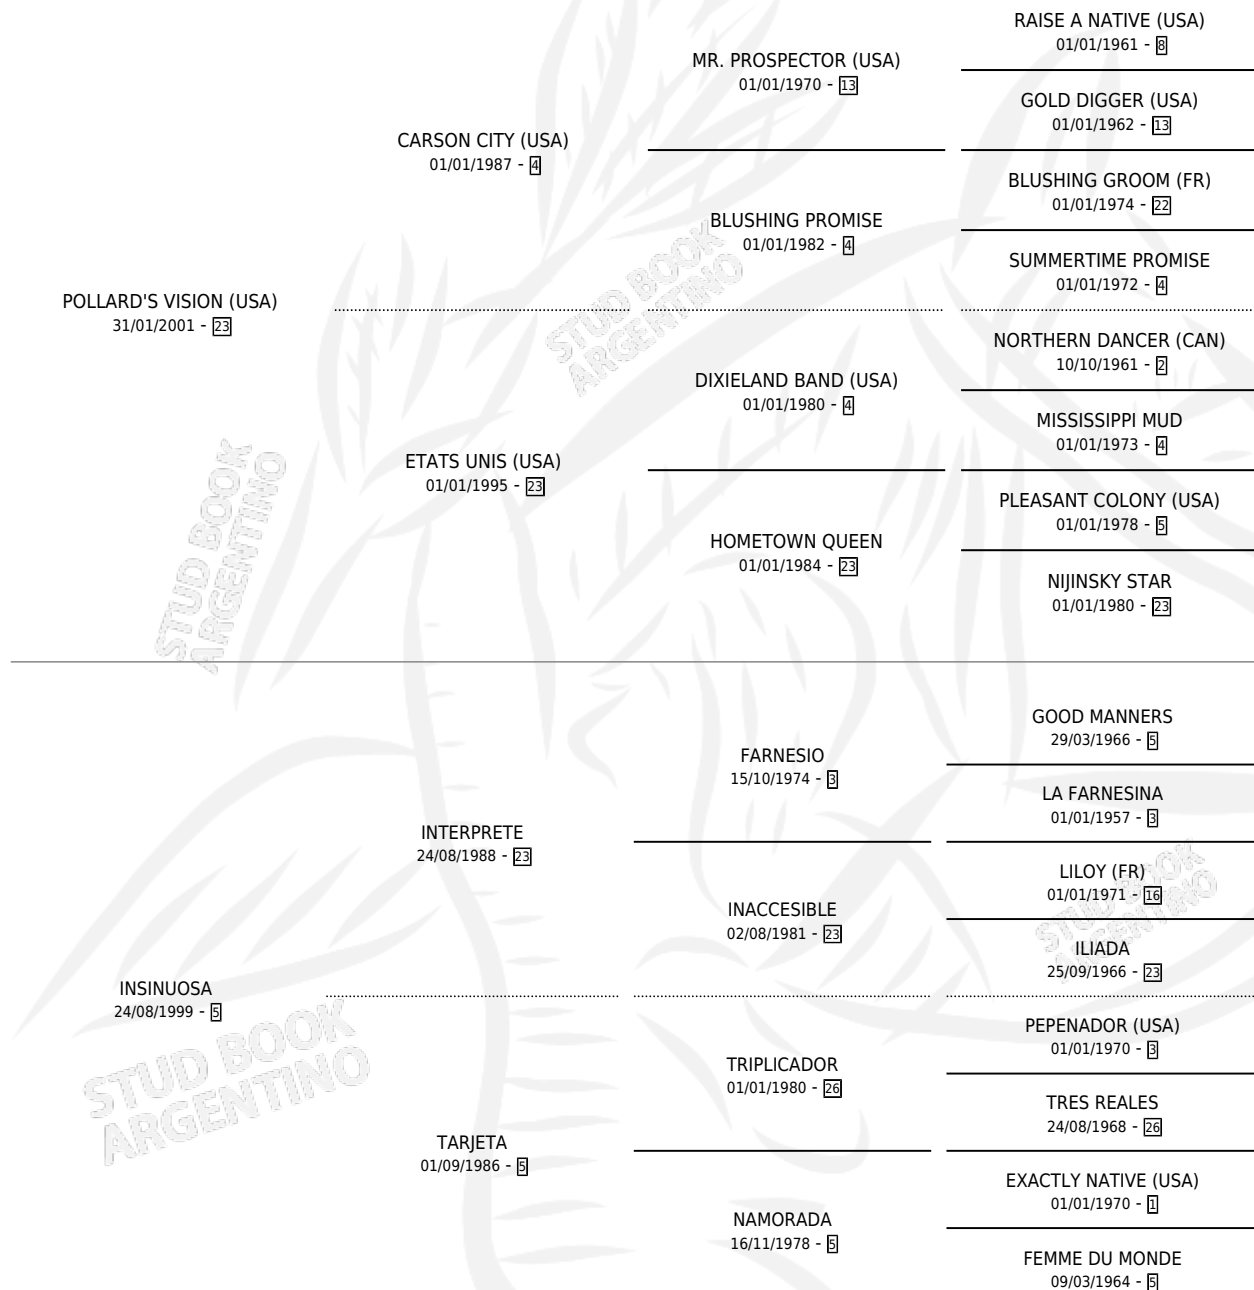 RAISE A NATIVE (USA)
01/01/1961 - 8
MR. PROSPECTOR (USA)
01/01/1970 - 13
GOLD DIGGER (USA)
01/01/1962 - 13
CARSON CITY (USA)
01/01/1987 - 4
BLUSHING GROOM (FR)
01/01/1974 - 22
BLUSHING PROMISE
01/01/1982 - 4
SUMMERTIME PROMISE
01/01/1972 - 4
POLLARD'S VISION (USA)
31/01/2001 - 23
NORTHERN DANCER (CAN)
10/10/1961 - 2
DIXIELAND BAND (USA)
01/01/1980 - 4
MISSISSIPPI MUD
01/01/1973 - 4
ETATS UNIS (USA)
01/01/1995 - 23
PLEASANT COLONY (USA)
01/01/1978 - 5
HOMETOWN QUEEN
01/01/1984 - 23
NIJINSKY STAR
01/01/1980 - 23
GOOD MANNERS
29/03/1966 - 5
FARNESIO
15/10/1974 - 3
LA FARNESINA
01/01/1957 - 3
INTERPRETE
24/08/1988 - 23
LILOY (FR)
01/01/1971 - 16
INACCESIBLE
02/08/1981 - 23
ILIADA
25/09/1966 - 23
INSINUOSA
24/08/1999 - 5
PEPENADOR (USA)
01/01/1970 - 3
TRIPLICADOR
01/01/1980 - 26
TRES REALES
24/08/1968 - 26
TARJETA
01/09/1986 - 5
EXACTLY NATIVE (USA)
01/01/1970 - 1
NAMORADA
16/11/1978 - 5
FEMME DU MONDE
09/03/1964 - 5
STUD BOOK
ARGENTINO
STUD BOOK
ARGENTINO
STUD BOOK
ARGENTINO
STUD BOOK
ARGENTINO